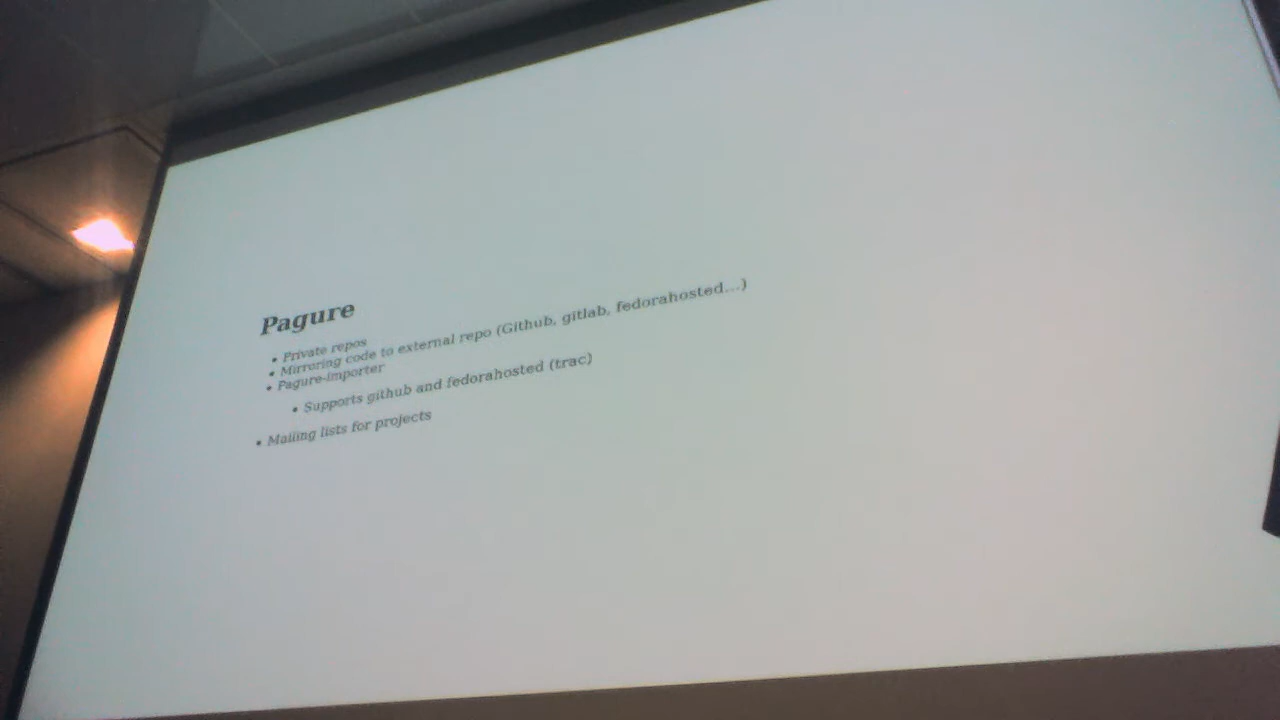 Pagure
• Private repos
• Mirroring code to external repo (Github, gitlab, fedorahosted...)
• Pagure-importer
• Supports github and fedorahosted (trac)
• Mailing lists for projects